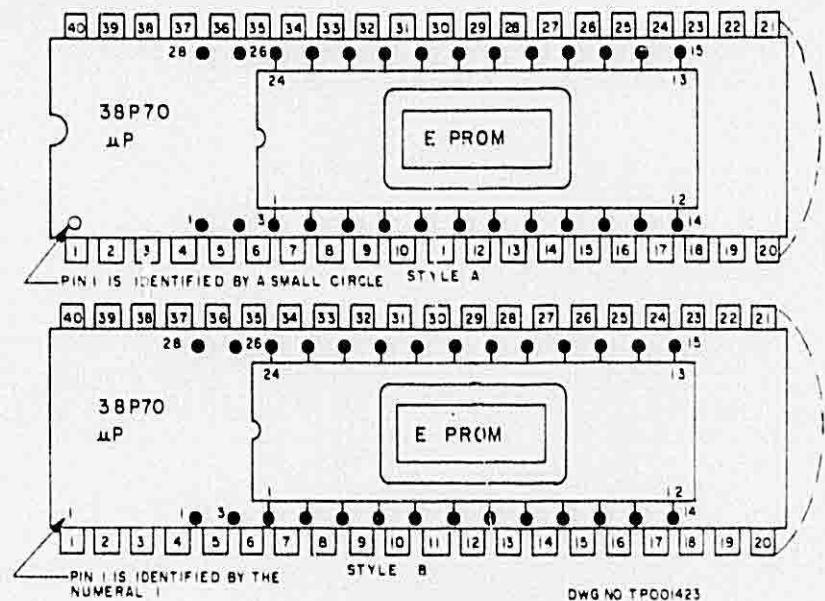 40 39 38 37 36 35 34 33 32 31 30 29 28 27 26 25 24 23 22 21
28 26 15
24 13
38P70
µP
E PROM
1 12
1 3 14
1 2 3 4 5 6 7 8 9 10 11 12 13 14 15 16 17 18 19 20
PIN 1 IS IDENTIFIED BY A SMALL CIRCLE
STYLE A
40 39 38 37 36 35 34 33 32 31 30 29 28 27 26 25 24 23 22 21
28 26 15
24 13
38P70
µP
E PROM
1 12
1 1 3 14
1 2 3 4 5 6 7 8 9 10 11 12 13 14 15 16 17 18 19 20
PIN 1 IS IDENTIFIED BY THE
NUMERAL 1
STYLE B
DWG NO TP001423